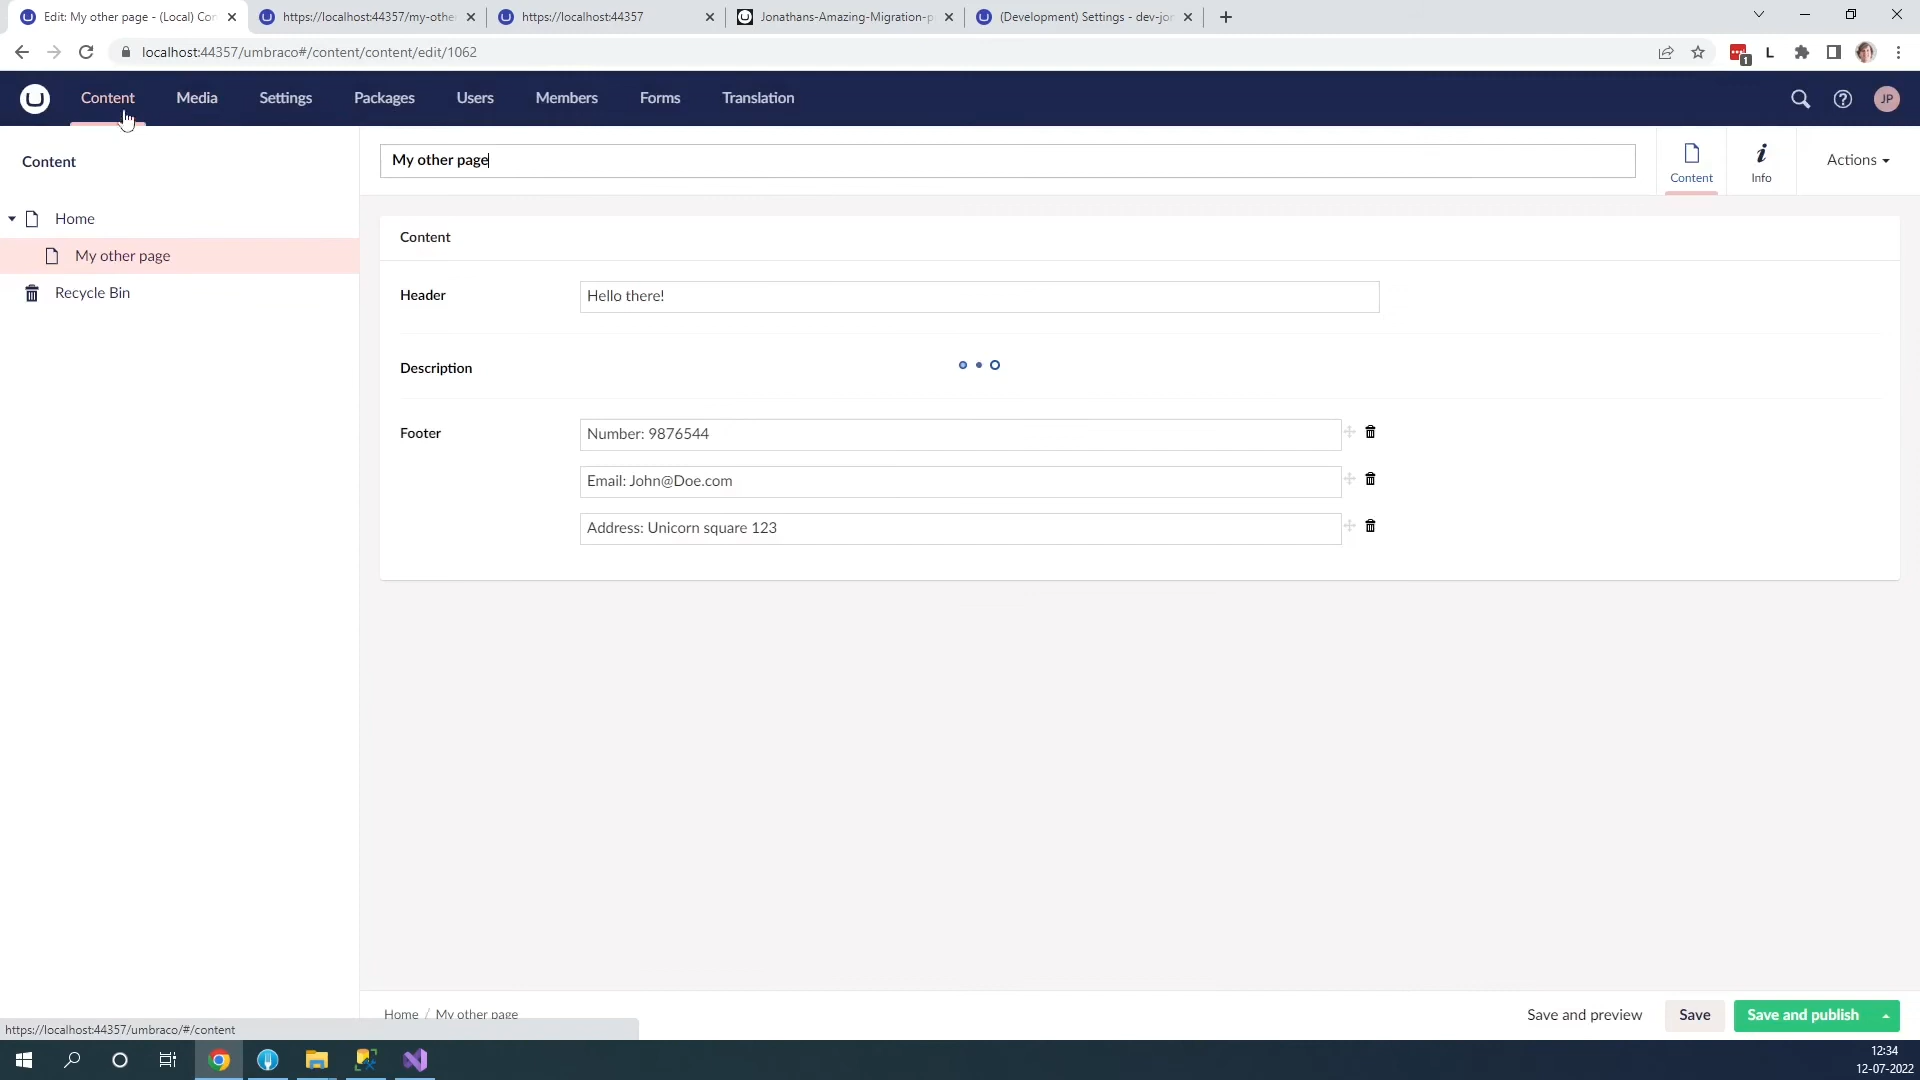 Edit: My other page - (Local) Con
https://localhost:44357/my-othe
https://localhost:44357
Jonathans-Amazing-Migration-p
(Development) Settings - dev-jon
localhost:44357/umbraco#/content/content/edit/1062
1
L
Content
Media
Settings
Packages
Users
Members
Forms
Translation
JP
Content
My other page
Content
Info
Actions
Home
My other page
Recycle Bin
Content
Header
Hello there!
Description
Footer
Number: 9876544
Email: John@Doe.com
Address: Unicorn square 123
Home / My other page
Save and preview
Save
Save and publish
https://localhost:44357/umbraco/#/content
12:34
12-07-2022